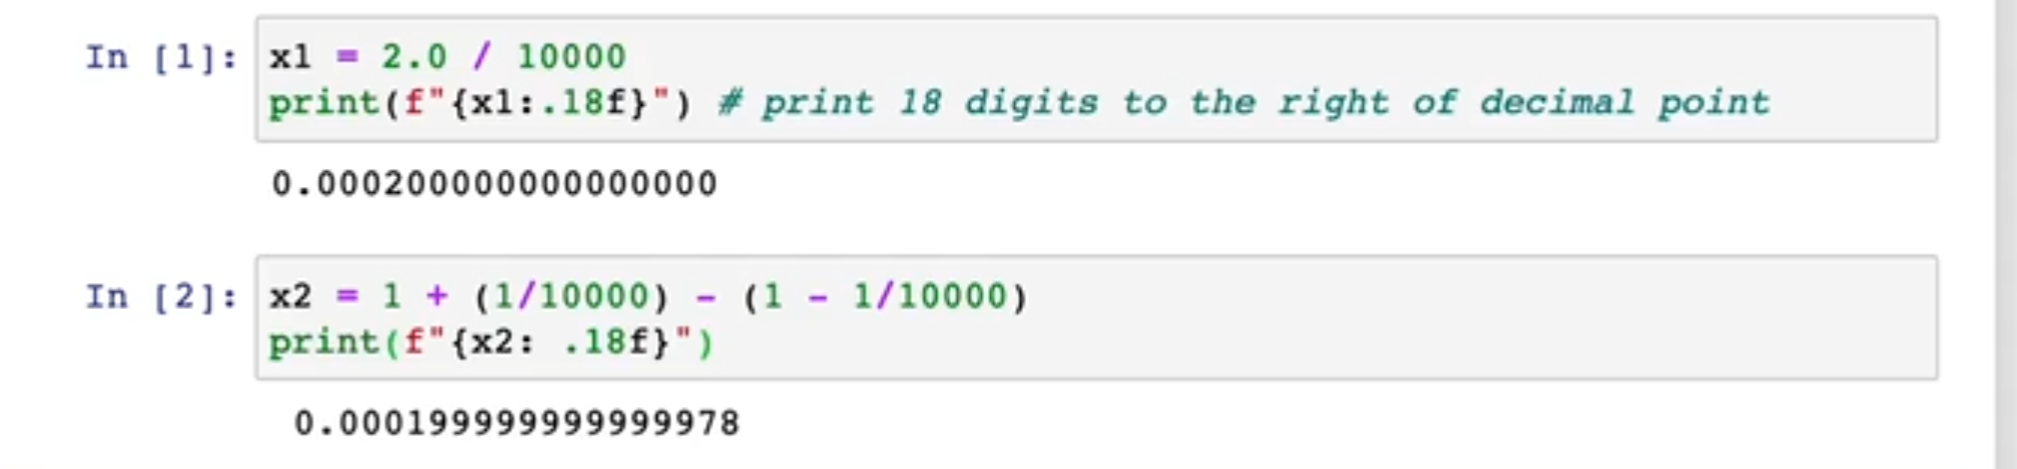 In [1]: x1 = 2.0 / 10000
print(f"{x1:.18f}") # print 18 digits to the right of decimal point
0.000200000000000000
In [2]: x2 = 1 + (1/10000) - (1 - 1/10000)
print(f"{x2: .18f}")
0.000199999999999978